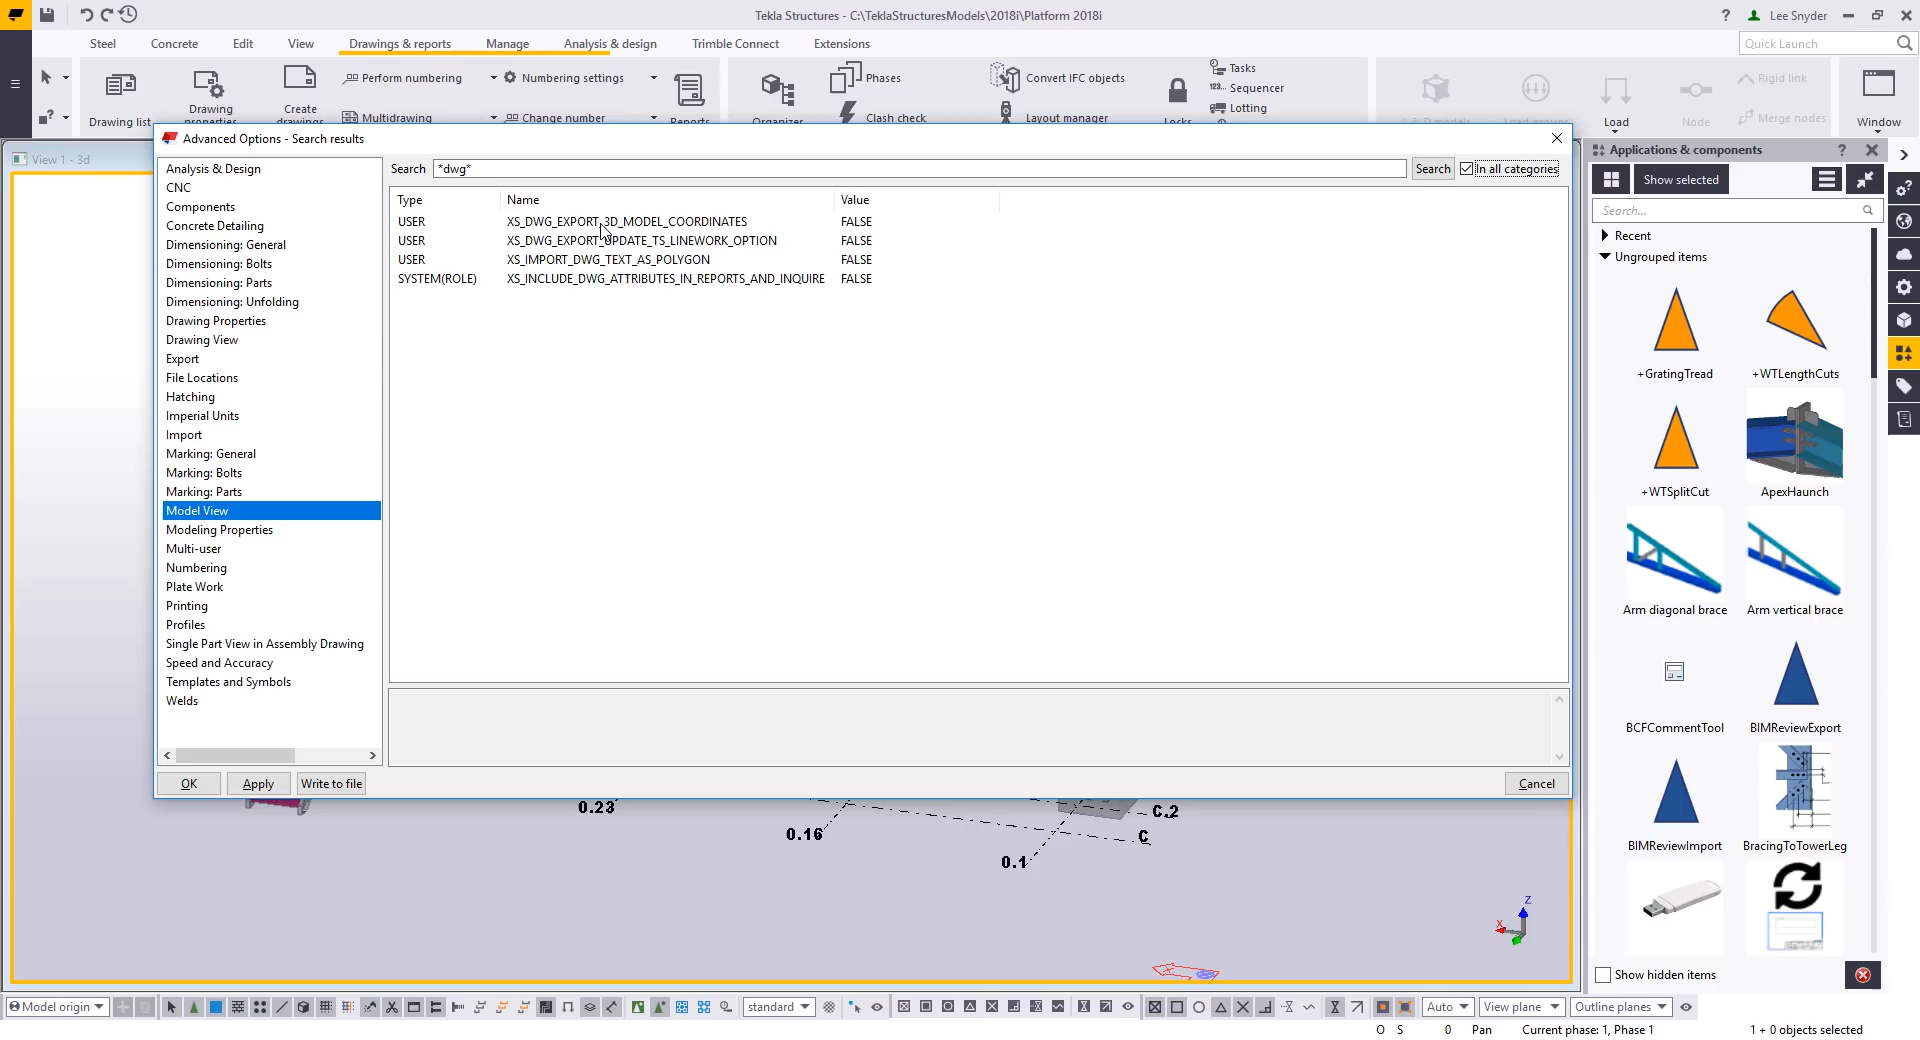 Tekla Structures - C:\TeklaStructuresModels\2018i\Platform 2018i
? Lee Snyder
Steel Concrete Edit View Drawings & reports Manage Analysis & design Trimble Connect Extensions
Quick Launch
Perform numbering Numbering settings Phases Convert IFC objects Tasks Rigid link
Sequencer
Drawing list Drawing properties Create drawings Multidrawing Change number Reports Organizer Clash check Layout manager Locks Lotting Load Node Merge nodes Window
View 1 - 3d
Advanced Options - Search results
Applications & components ?
Analysis & Design
CNC
Components
Concrete Detailing
Dimensioning: General
Dimensioning: Bolts
Dimensioning: Parts
Dimensioning: Unfolding
Drawing Properties
Drawing View
Export
File Locations
Hatching
Imperial Units
Import
Marking: General
Marking: Bolts
Marking: Parts
Model View
Modeling Properties
Multi-user
Numbering
Plate Work
Printing
Profiles
Single Part View in Assembly Drawing
Speed and Accuracy
Templates and Symbols
Welds
Search *dwg* Search In all categories
Type Name Value
USER XS_DWG_EXPORT_3D_MODEL_COORDINATES FALSE
USER XS_DWG_EXPORT_UPDATE_TS_LINEWORK_OPTION FALSE
USER XS_IMPORT_DWG_TEXT_AS_POLYGON FALSE
SYSTEM(ROLE) XS_INCLUDE_DWG_ATTRIBUTES_IN_REPORTS_AND_INQUIRE FALSE
OK Apply Write to file Cancel
Show selected
Search...
Recent
Ungrouped items
+GratingTread +WTLengthCuts
+WTSplitCut ApexHaunch
Arm diagonal brace Arm vertical brace
BCFCommentTool BIMReviewExport
BIMReviewImport BracingToTowerLeg
Show hidden items
0.23
0.16
0.1
C.2
C
Z
X
Model origin standard Auto View plane Outline planes
O S 0 Pan Current phase: 1, Phase 1 1 + 0 objects selected